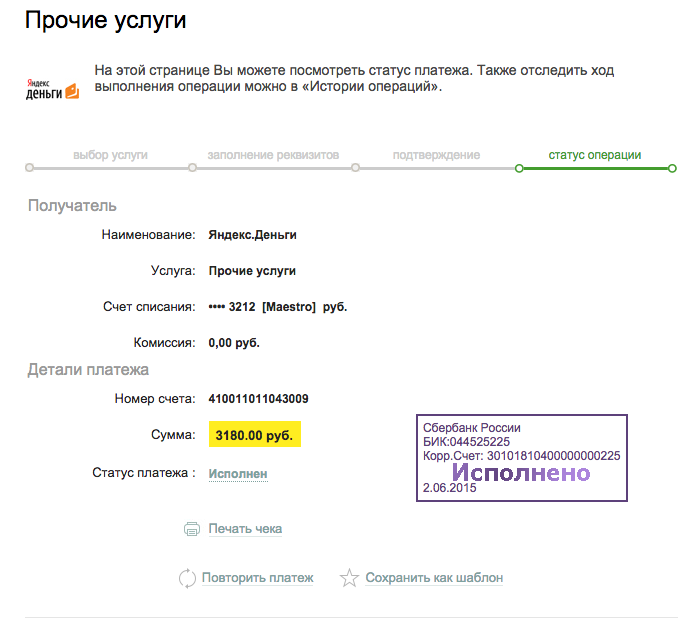 Прочие услуги
Яндекс
деньги
На этой странице Вы можете посмотреть статус платежа. Также отследить ход
выполнения операции можно в «Истории операций».
выбор услуги
заполнение реквизитов
подтверждение
статус операции
Получатель
Наименование: Яндекс.Деньги
Услуга: Прочие услуги
Счет списания: •••• 3212 [Maestro] руб.
Комиссия: 0,00 руб.
Детали платежа
Номер счета: 410011011043009
Сумма: 3180.00 руб.
Статус платежа : Исполнен
Сбербанк России
БИК:044525225
Корр.Счет: 30101810400000000225
Исполнено
2.06.2015
Печать чека
Повторить платеж
Сохранить как шаблон